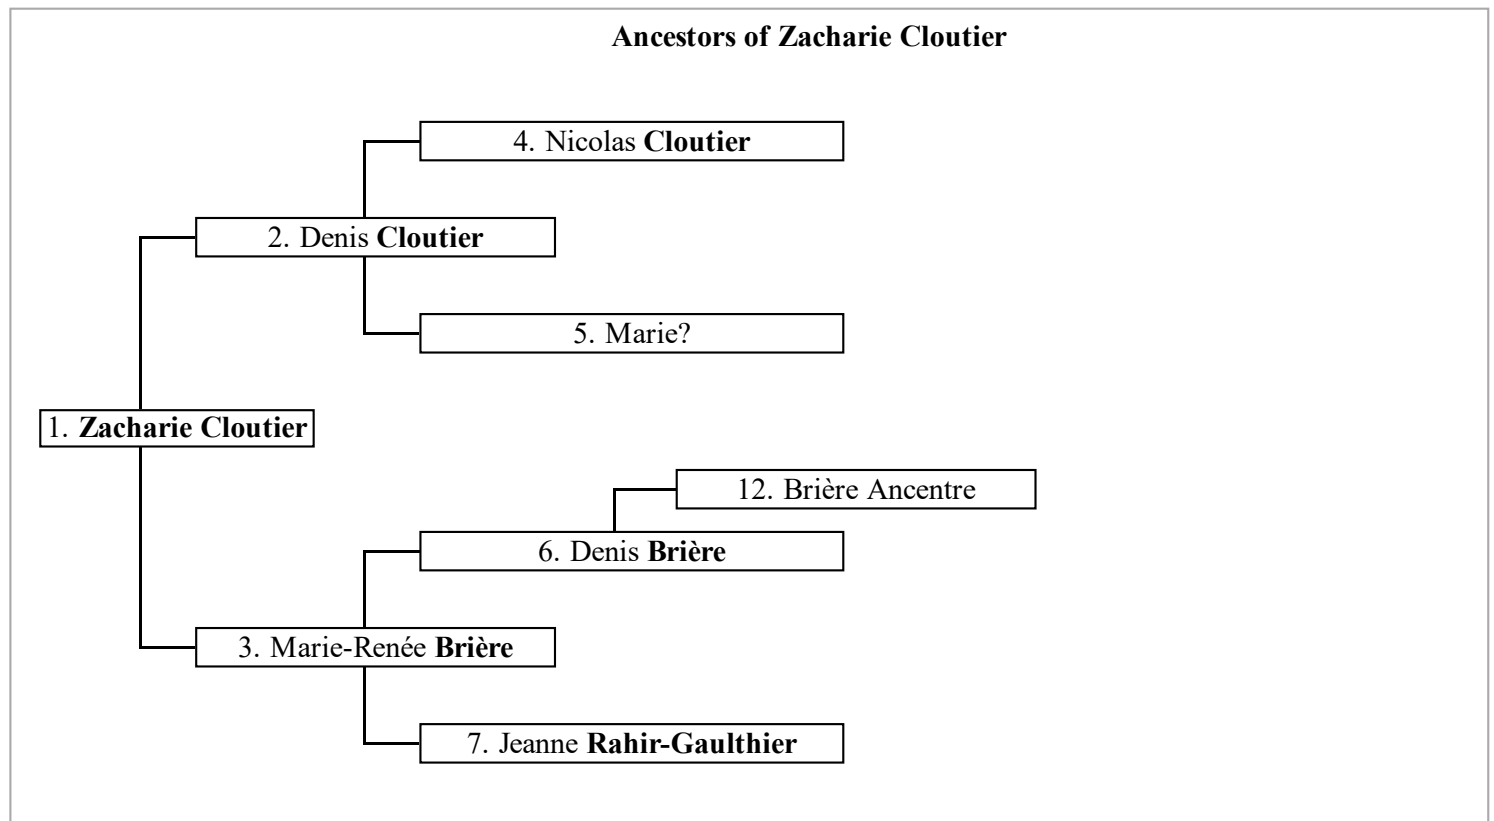 Ancestors of Zacharie Cloutier
4. Nicolas Cloutier
2. Denis Cloutier
5. Marie?
1. Zacharie Cloutier
12. Brière Ancentre
6. Denis Brière
3. Marie-Renée Brière
7. Jeanne Rahir-Gaulthier